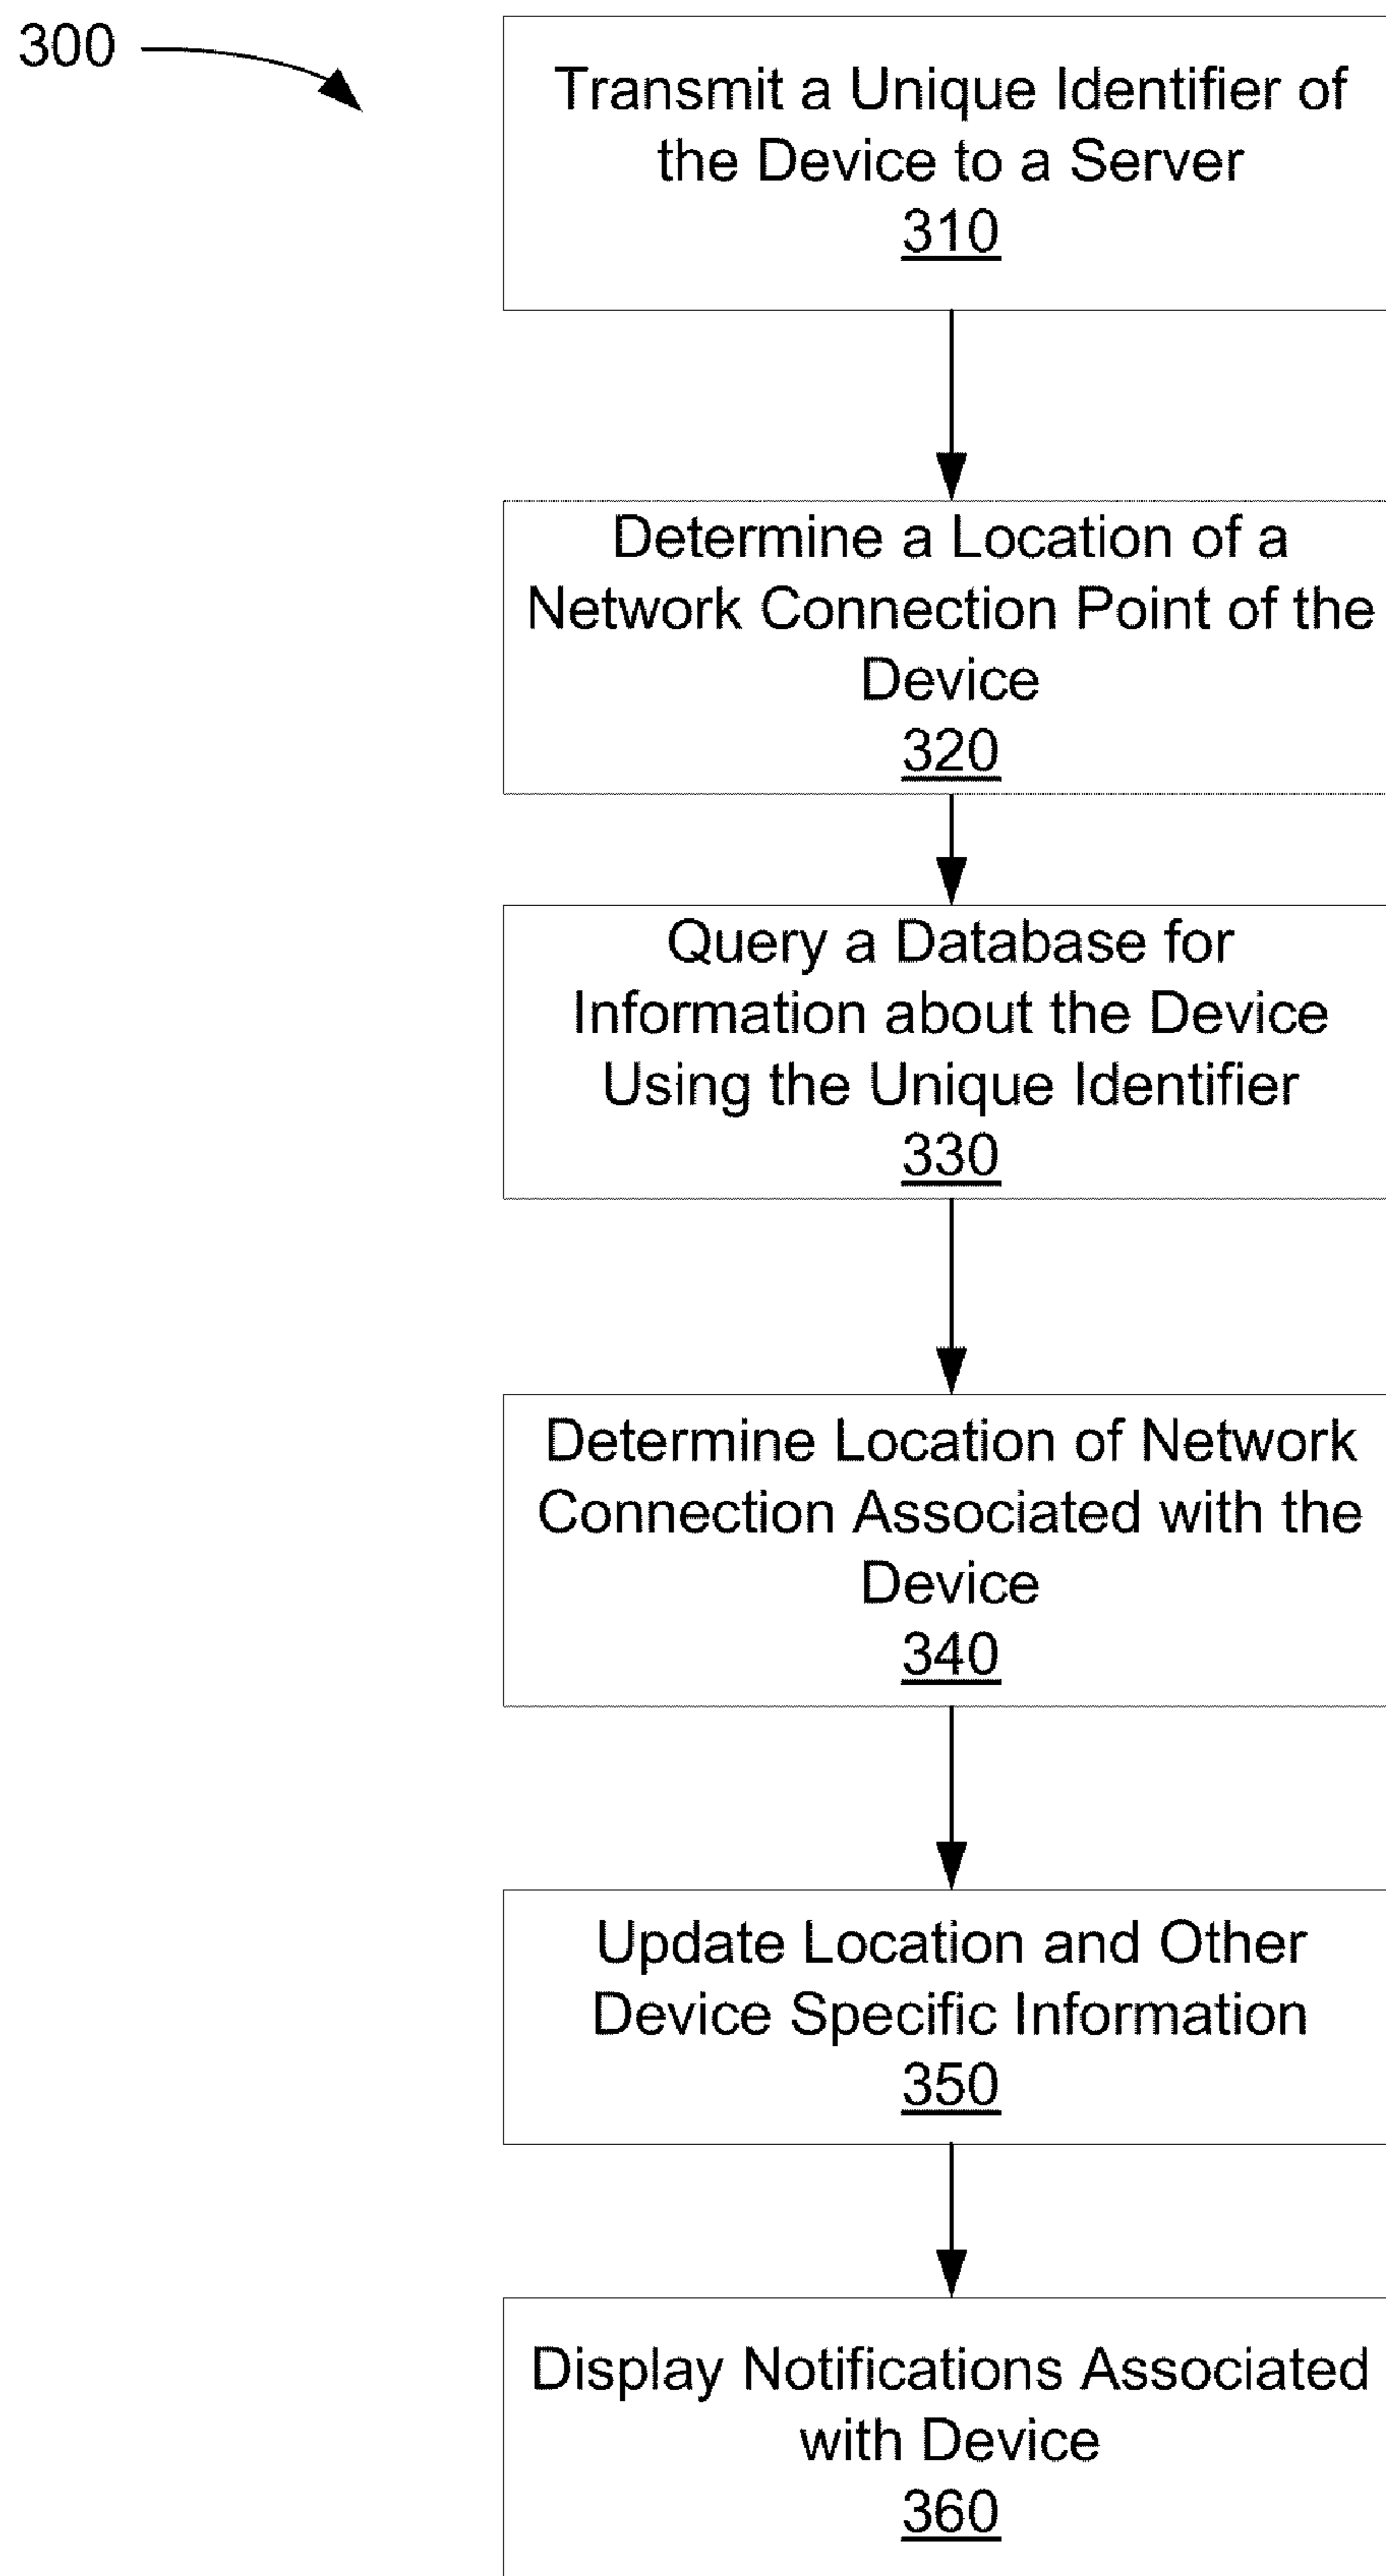 300
Transmit a Unique Identifier of
the Device to a Server
310
Determine a Location of a
Network Connection Point of the
Device
320
Query a Database for
Information about the Device
Using the Unique Identifier
330
Determine Location of Network
Connection Associated with the
Device
340
Update Location and Other
Device Specific Information
350
Display Notifications Associated
with Device
360